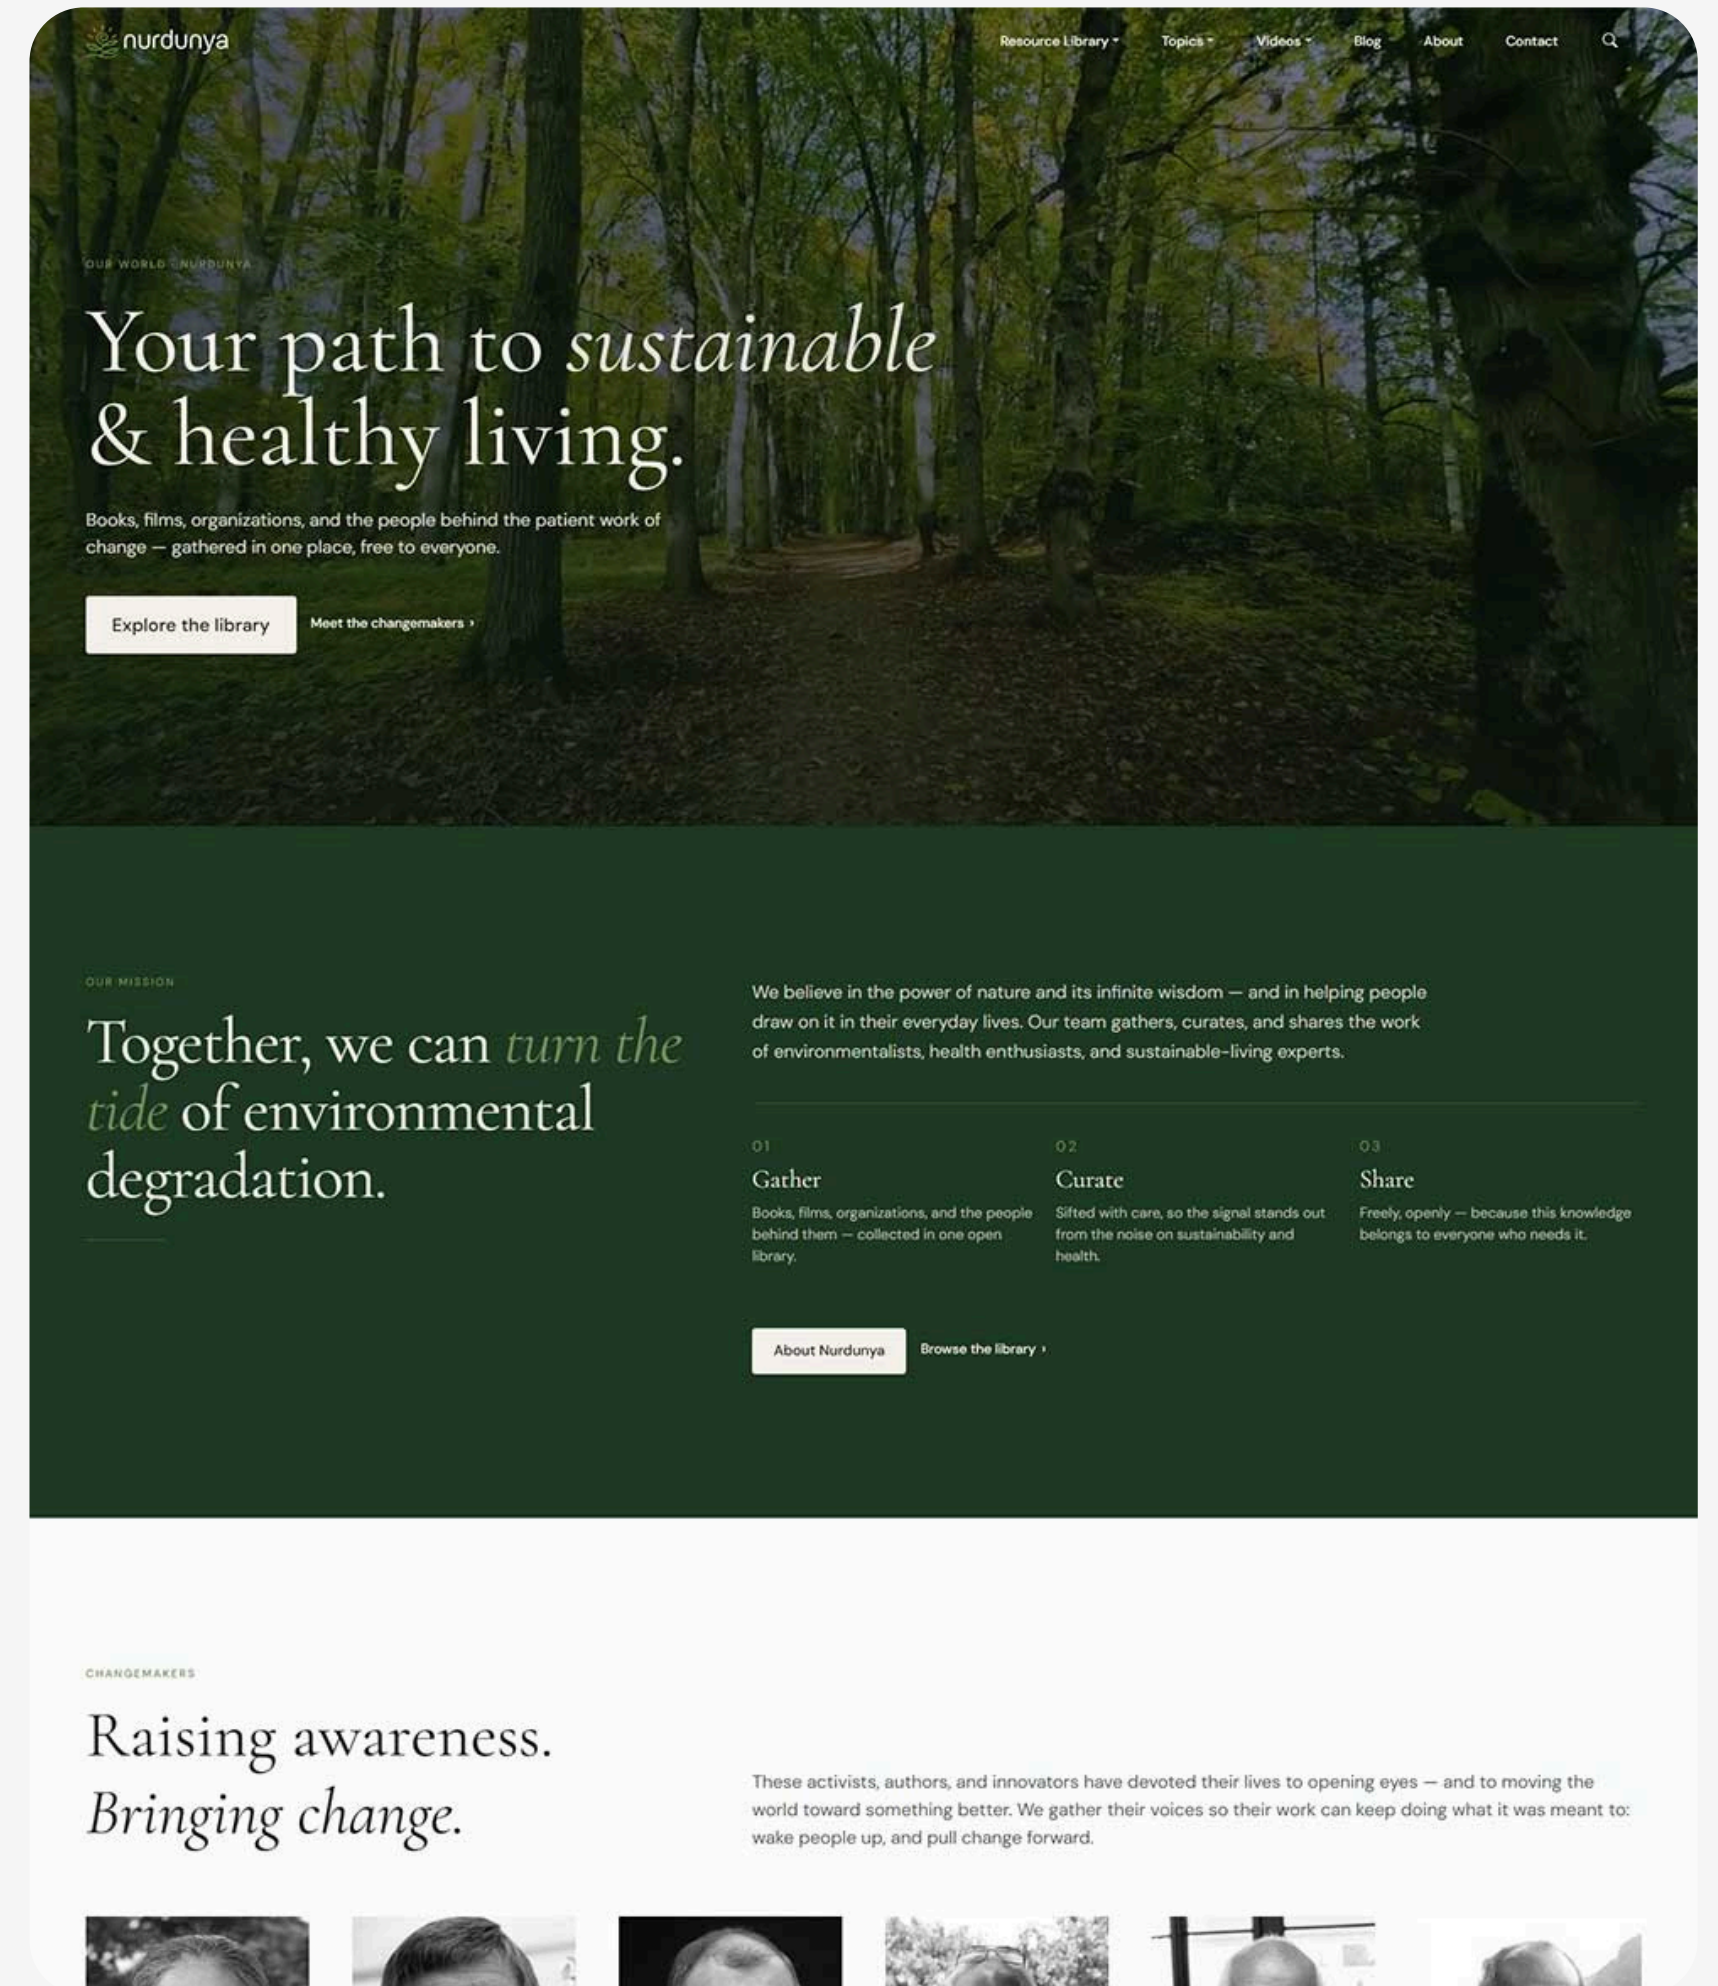 nurdunya
Resource Library
Topics
Videos
Blog
About
Contact
OUR WORLD · NURDUNYA
Your path to sustainable
& healthy living.
Books, films, organizations, and the people behind the patient work of
change — gathered in one place, free to everyone.
Explore the library
Meet the changemakers ›
OUR MISSION
Together, we can turn the
tide of environmental
degradation.
We believe in the power of nature and its infinite wisdom — and in helping people
draw on it in their everyday lives. Our team gathers, curates, and shares the work
of environmentalists, health enthusiasts, and sustainable-living experts.
01
Gather
Books, films, organizations, and the people
behind them — collected in one open
library.
02
Curate
Sifted with care, so the signal stands out
from the noise on sustainability and
health.
03
Share
Freely, openly — because this knowledge
belongs to everyone who needs it.
About Nurdunya
Browse the library ›
CHANGEMAKERS
Raising awareness.
Bringing change.
These activists, authors, and innovators have devoted their lives to opening eyes — and to moving the
world toward something better. We gather their voices so their work can keep doing what it was meant to:
wake people up, and pull change forward.